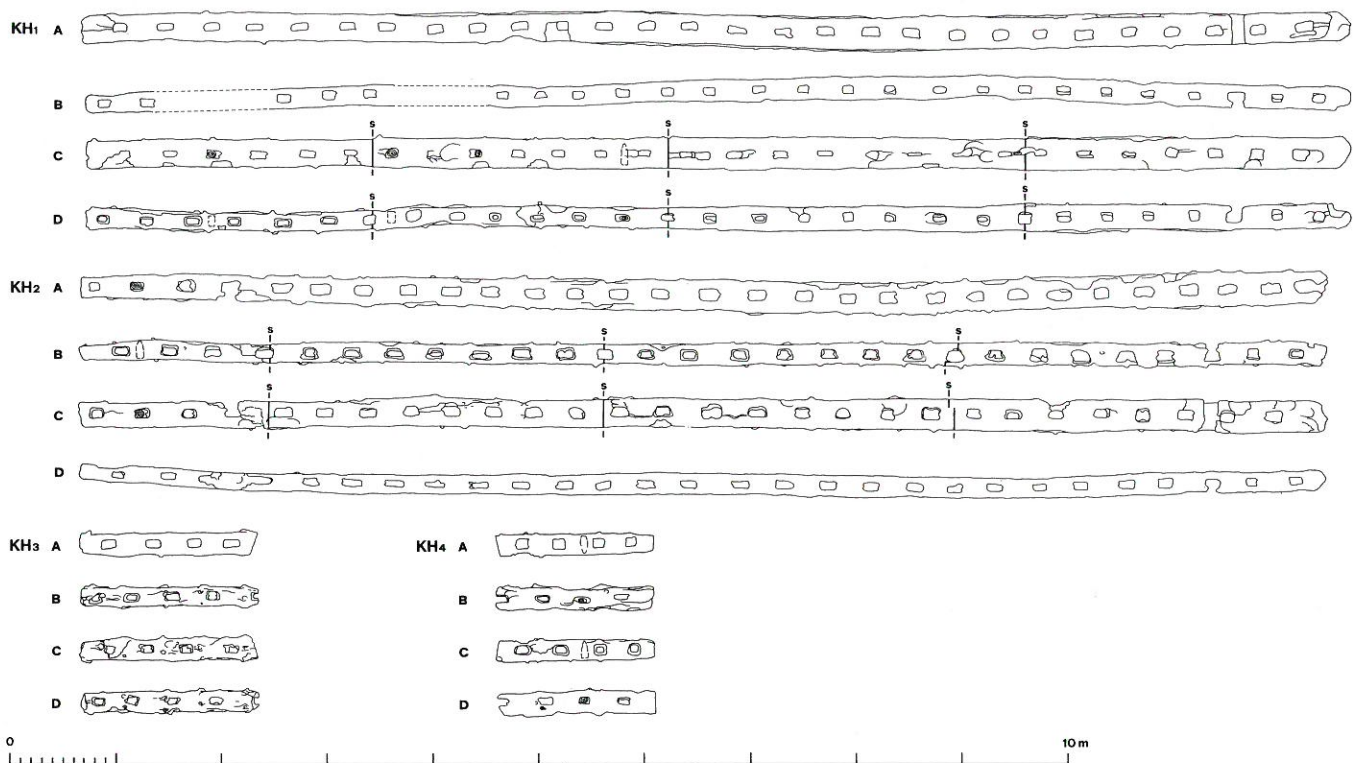 KH₁ A
B
s s s
C
s s s
D
KH₂ A
s s s
B
s s s
C
D
KH₃ A KH₄ A
B B
C C
D D
0 10 m